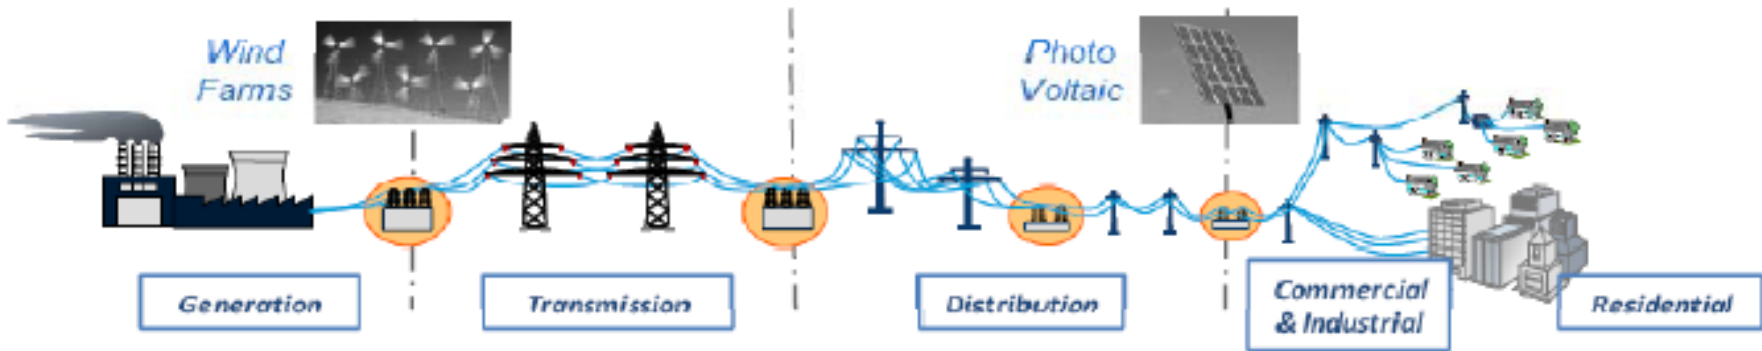 Wind
Farms
Photo
Voltaic
Generation
Transmission
Distribution
Commercial
& Industrial
Residential